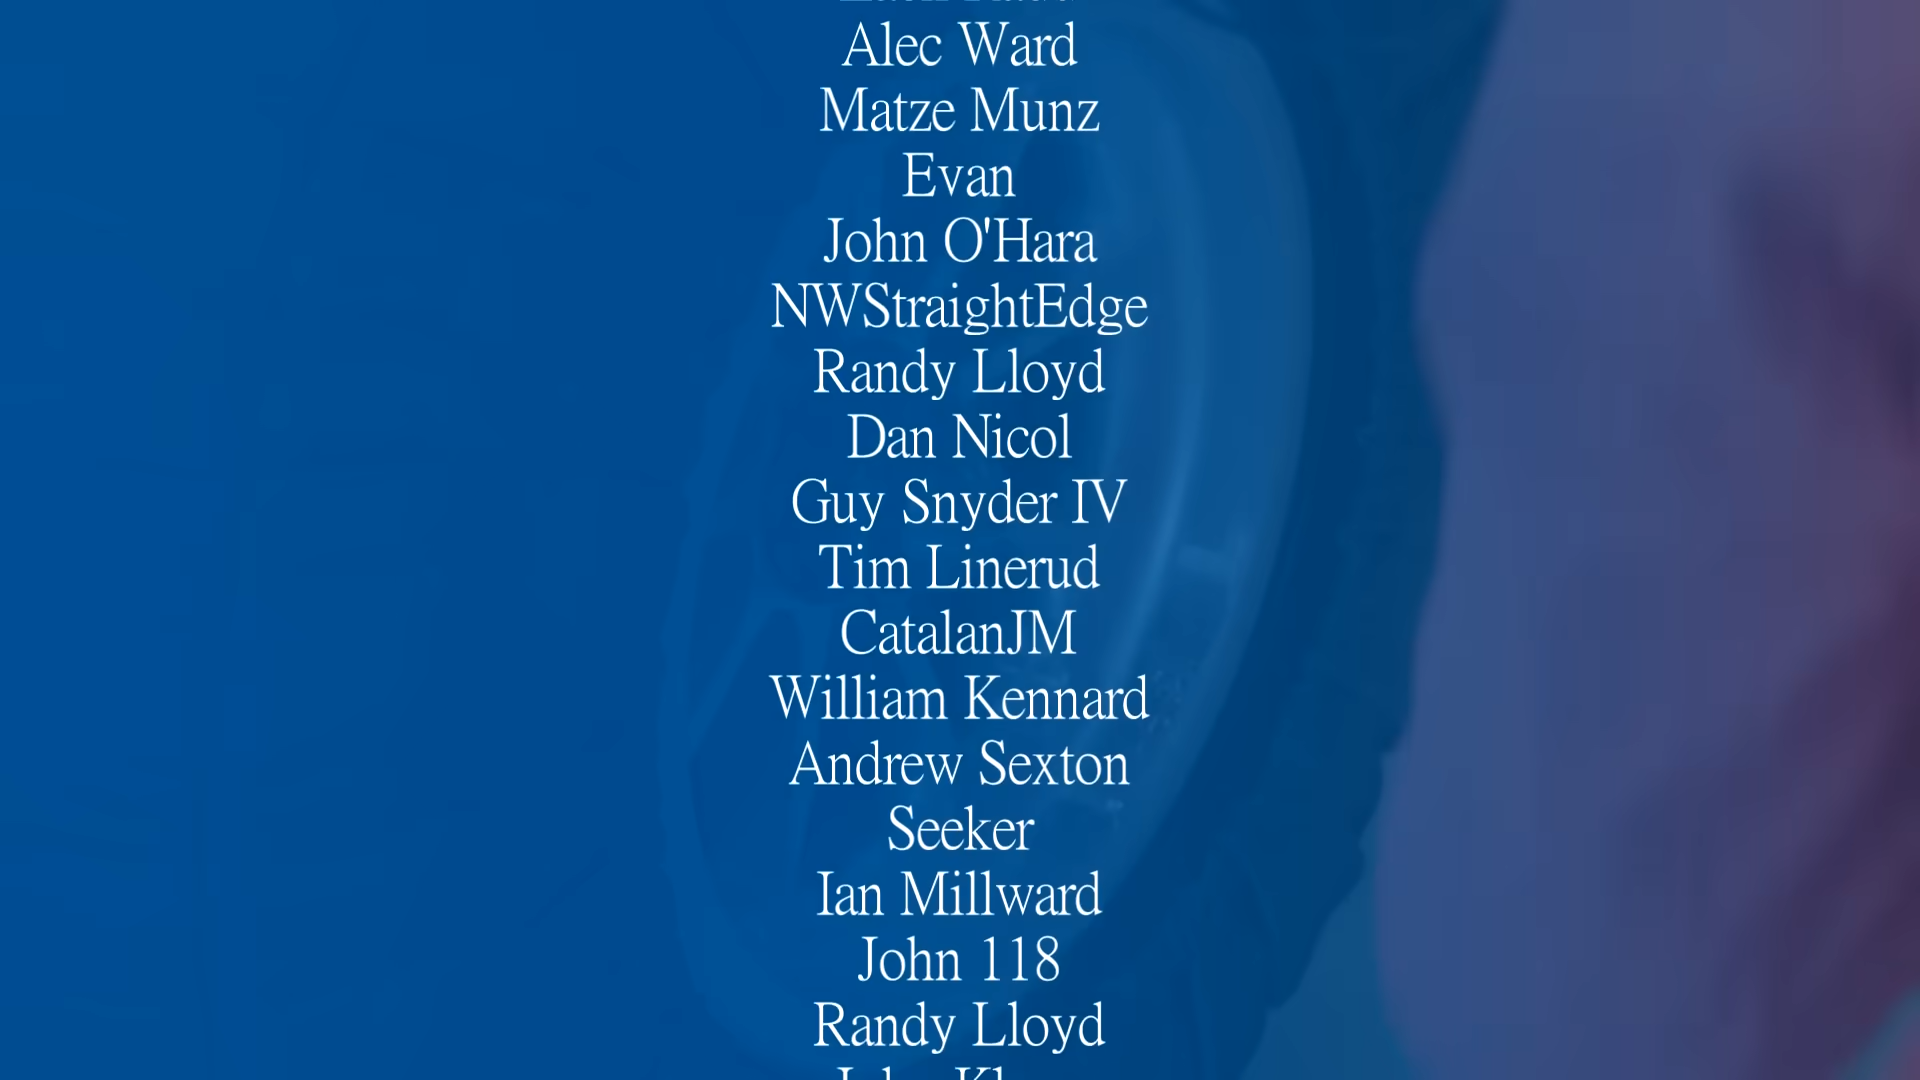 Alec Ward
Matze Munz
Evan
John O'Hara
NWStraightEdge
Randy Lloyd
Dan Nicol
Guy Snyder IV
Tim Linerud
CatalanJM
William Kennard
Andrew Sexton
Seeker
Ian Millward
John 118
Randy Lloyd